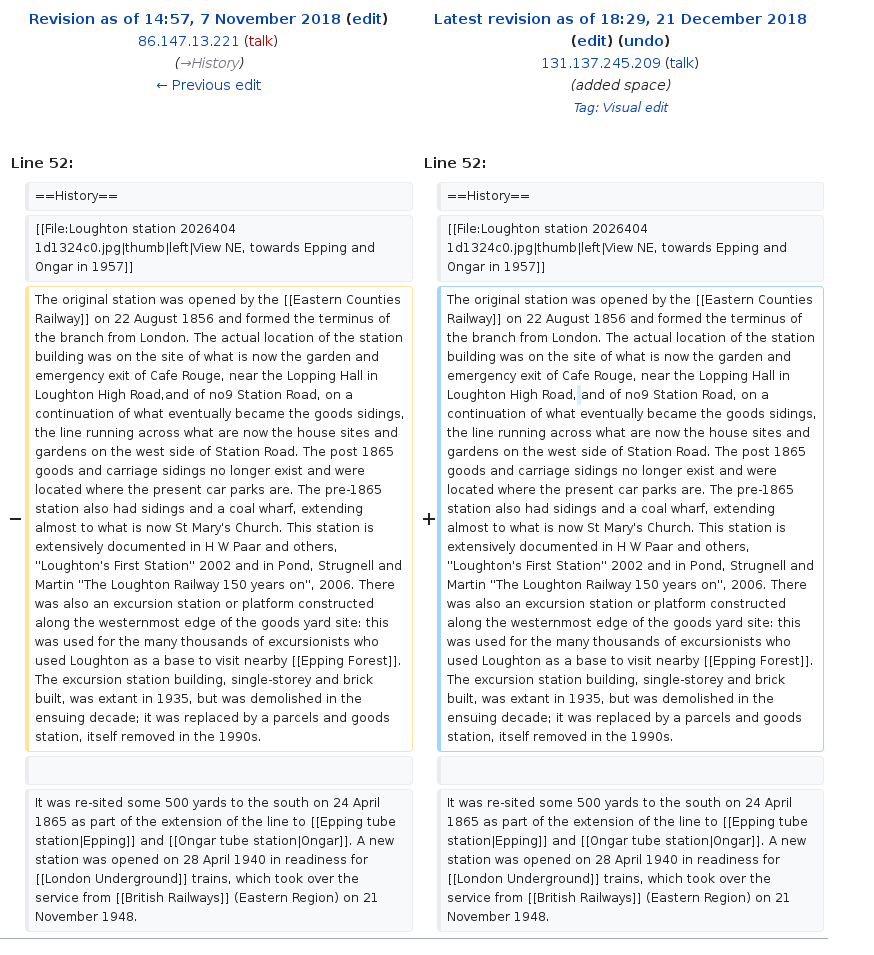 Revision as of 14:57, 7 November 2018 (edit)
86.147.13.221 (talk)
(→History)
← Previous edit
Latest revision as of 18:29, 21 December 2018
(edit) (undo)
131.137.245.209 (talk)
(added space)
Tag: Visual edit
Line 52:
==History==
[[File:Loughton station 2026404
1d1324c0.jpg|thumb|left|View NE, towards Epping and
Ongar in 1957]]
−
The original station was opened by the [[Eastern Counties
Railway]] on 22 August 1856 and formed the terminus of
the branch from London. The actual location of the station
building was on the site of what is now the garden and
emergency exit of Cafe Rouge, near the Lopping Hall in
Loughton High Road,and of no9 Station Road, on a
continuation of what eventually became the goods sidings,
the line running across what are now the house sites and
gardens on the west side of Station Road. The post 1865
goods and carriage sidings no longer exist and were
located where the present car parks are. The pre-1865
station also had sidings and a coal wharf, extending
almost to what is now St Mary's Church. This station is
extensively documented in H W Paar and others,
"Loughton's First Station" 2002 and in Pond, Strugnell and
Martin "The Loughton Railway 150 years on", 2006. There
was also an excursion station or platform constructed
along the westernmost edge of the goods yard site: this
was used for the many thousands of excursionists who
used Loughton as a base to visit nearby [[Epping Forest]].
The excursion station building, single-storey and brick
built, was extant in 1935, but was demolished in the
ensuing decade; it was replaced by a parcels and goods
station, itself removed in the 1990s.
It was re-sited some 500 yards to the south on 24 April
1865 as part of the extension of the line to [[Epping tube
station|Epping]] and [[Ongar tube station|Ongar]]. A new
station was opened on 28 April 1940 in readiness for
[[London Underground]] trains, which took over the
service from [[British Railways]] (Eastern Region) on 21
November 1948.
Line 52:
==History==
[[File:Loughton station 2026404
1d1324c0.jpg|thumb|left|View NE, towards Epping and
Ongar in 1957]]
+
The original station was opened by the [[Eastern Counties
Railway]] on 22 August 1856 and formed the terminus of
the branch from London. The actual location of the station
building was on the site of what is now the garden and
emergency exit of Cafe Rouge, near the Lopping Hall in
Loughton High Road, and of no9 Station Road, on a
continuation of what eventually became the goods sidings,
the line running across what are now the house sites and
gardens on the west side of Station Road. The post 1865
goods and carriage sidings no longer exist and were
located where the present car parks are. The pre-1865
station also had sidings and a coal wharf, extending
almost to what is now St Mary's Church. This station is
extensively documented in H W Paar and others,
"Loughton's First Station" 2002 and in Pond, Strugnell and
Martin "The Loughton Railway 150 years on", 2006. There
was also an excursion station or platform constructed
along the westernmost edge of the goods yard site: this
was used for the many thousands of excursionists who
used Loughton as a base to visit nearby [[Epping Forest]].
The excursion station building, single-storey and brick
built, was extant in 1935, but was demolished in the
ensuing decade; it was replaced by a parcels and goods
station, itself removed in the 1990s.
It was re-sited some 500 yards to the south on 24 April
1865 as part of the extension of the line to [[Epping tube
station|Epping]] and [[Ongar tube station|Ongar]]. A new
station was opened on 28 April 1940 in readiness for
[[London Underground]] trains, which took over the
service from [[British Railways]] (Eastern Region) on 21
November 1948.